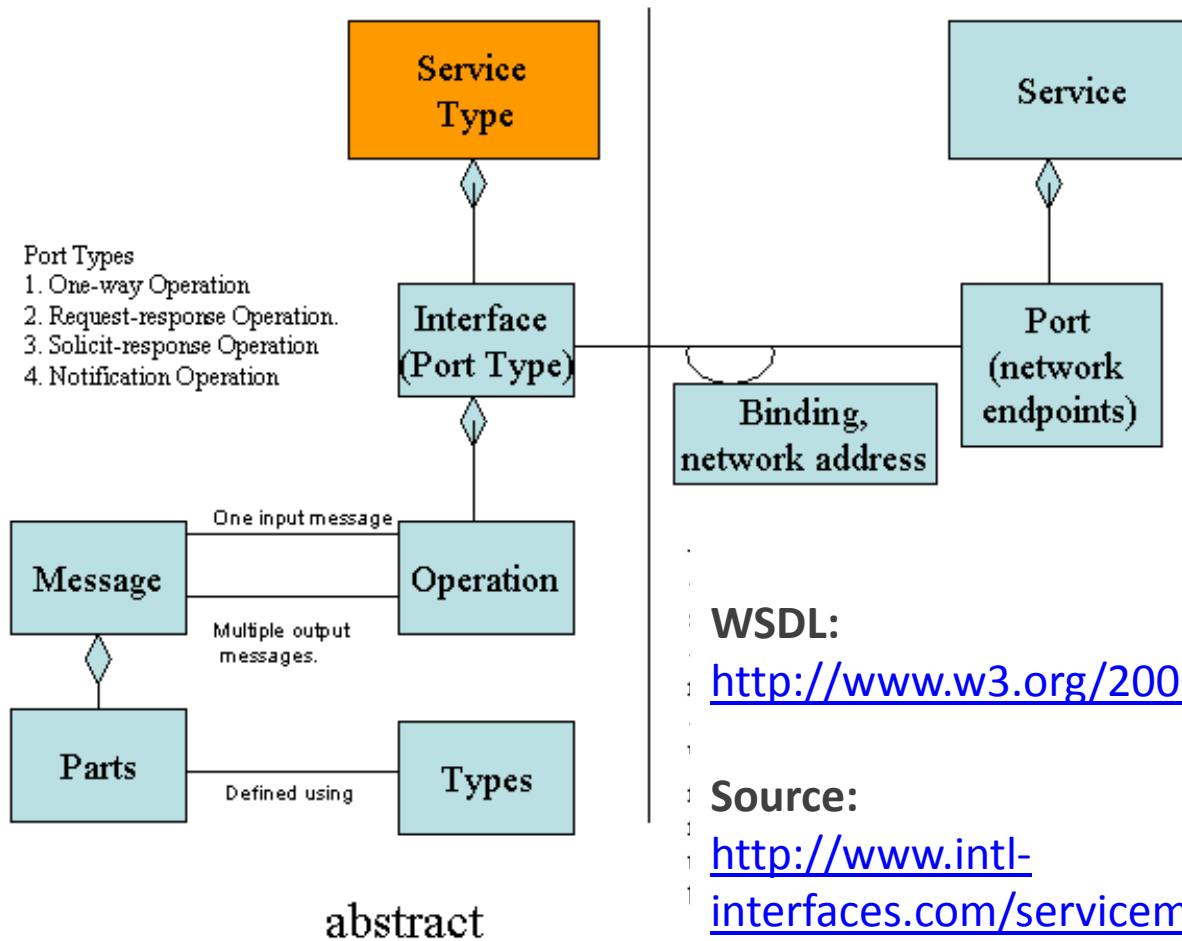 Service
Type
Service
Port Types
1. One-way Operation
2. Request-response Operation.
3. Solicit-response Operation
4. Notification Operation
Interface
(Port Type)
Port
(network
endpoints)
Binding,
network address
One input message
Message
Operation
Multiple output
messages.
Parts
Defined using
Types
WSDL:
http://www.w3.org/200
Source:
http://www.intl-
interfaces.com/servicem
abstract